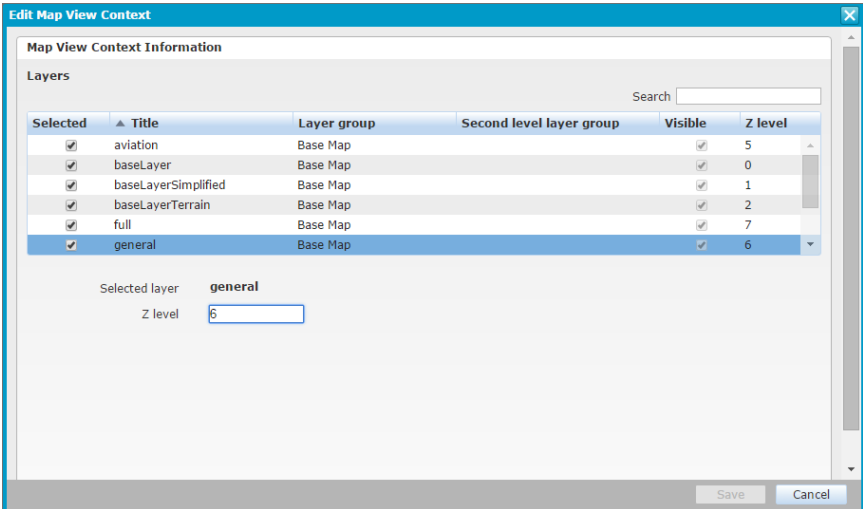 Edit Map View Context
Map View Context Information
Layers
Search
Selected Title Layer group Second level layer group Visible Z level
aviation Base Map 5
baseLayer Base Map 0
baseLayerSimplified Base Map 1
baseLayerTerrain Base Map 2
full Base Map 7
general Base Map 6
Selected layer general
Z level 6
Save Cancel